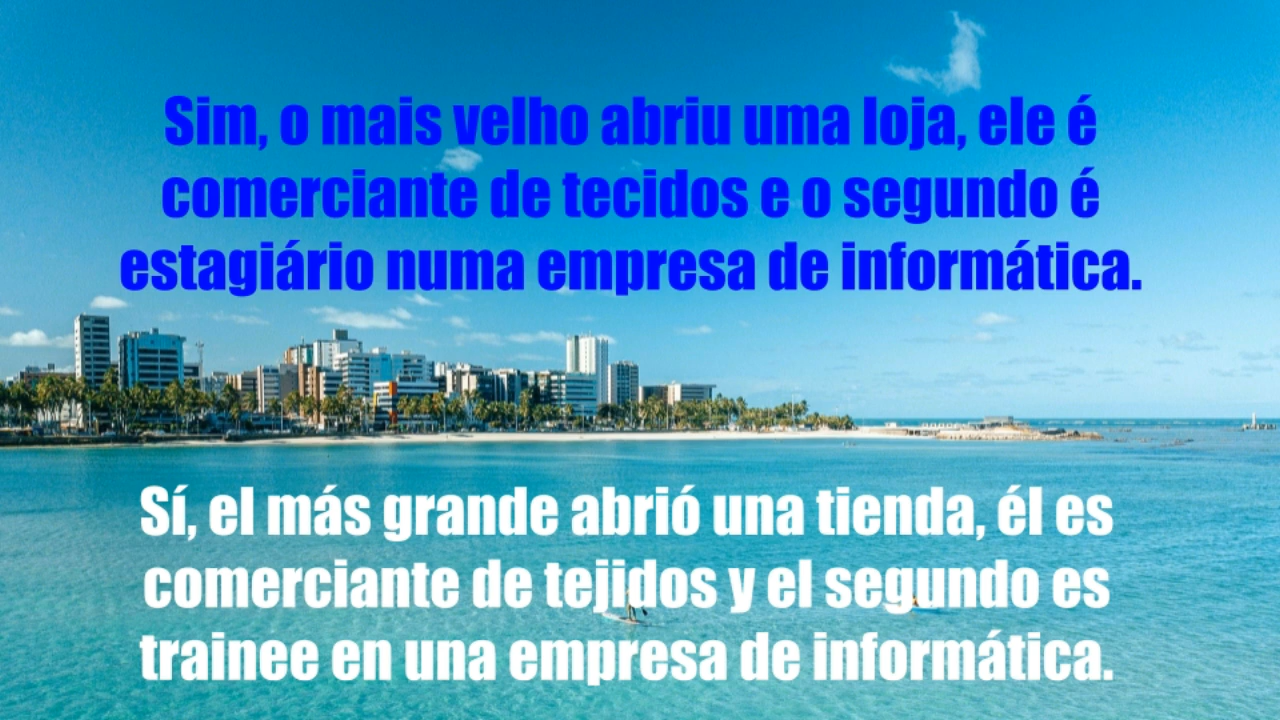 Sim, o mais velho abriu uma loja, ele é
comerciante de tecidos e o segundo é
estagiário numa empresa de informática.
Sí, el más grande abrió una tienda, él es
comerciante de tejidos y el segundo es
trainee en una empresa de informática.